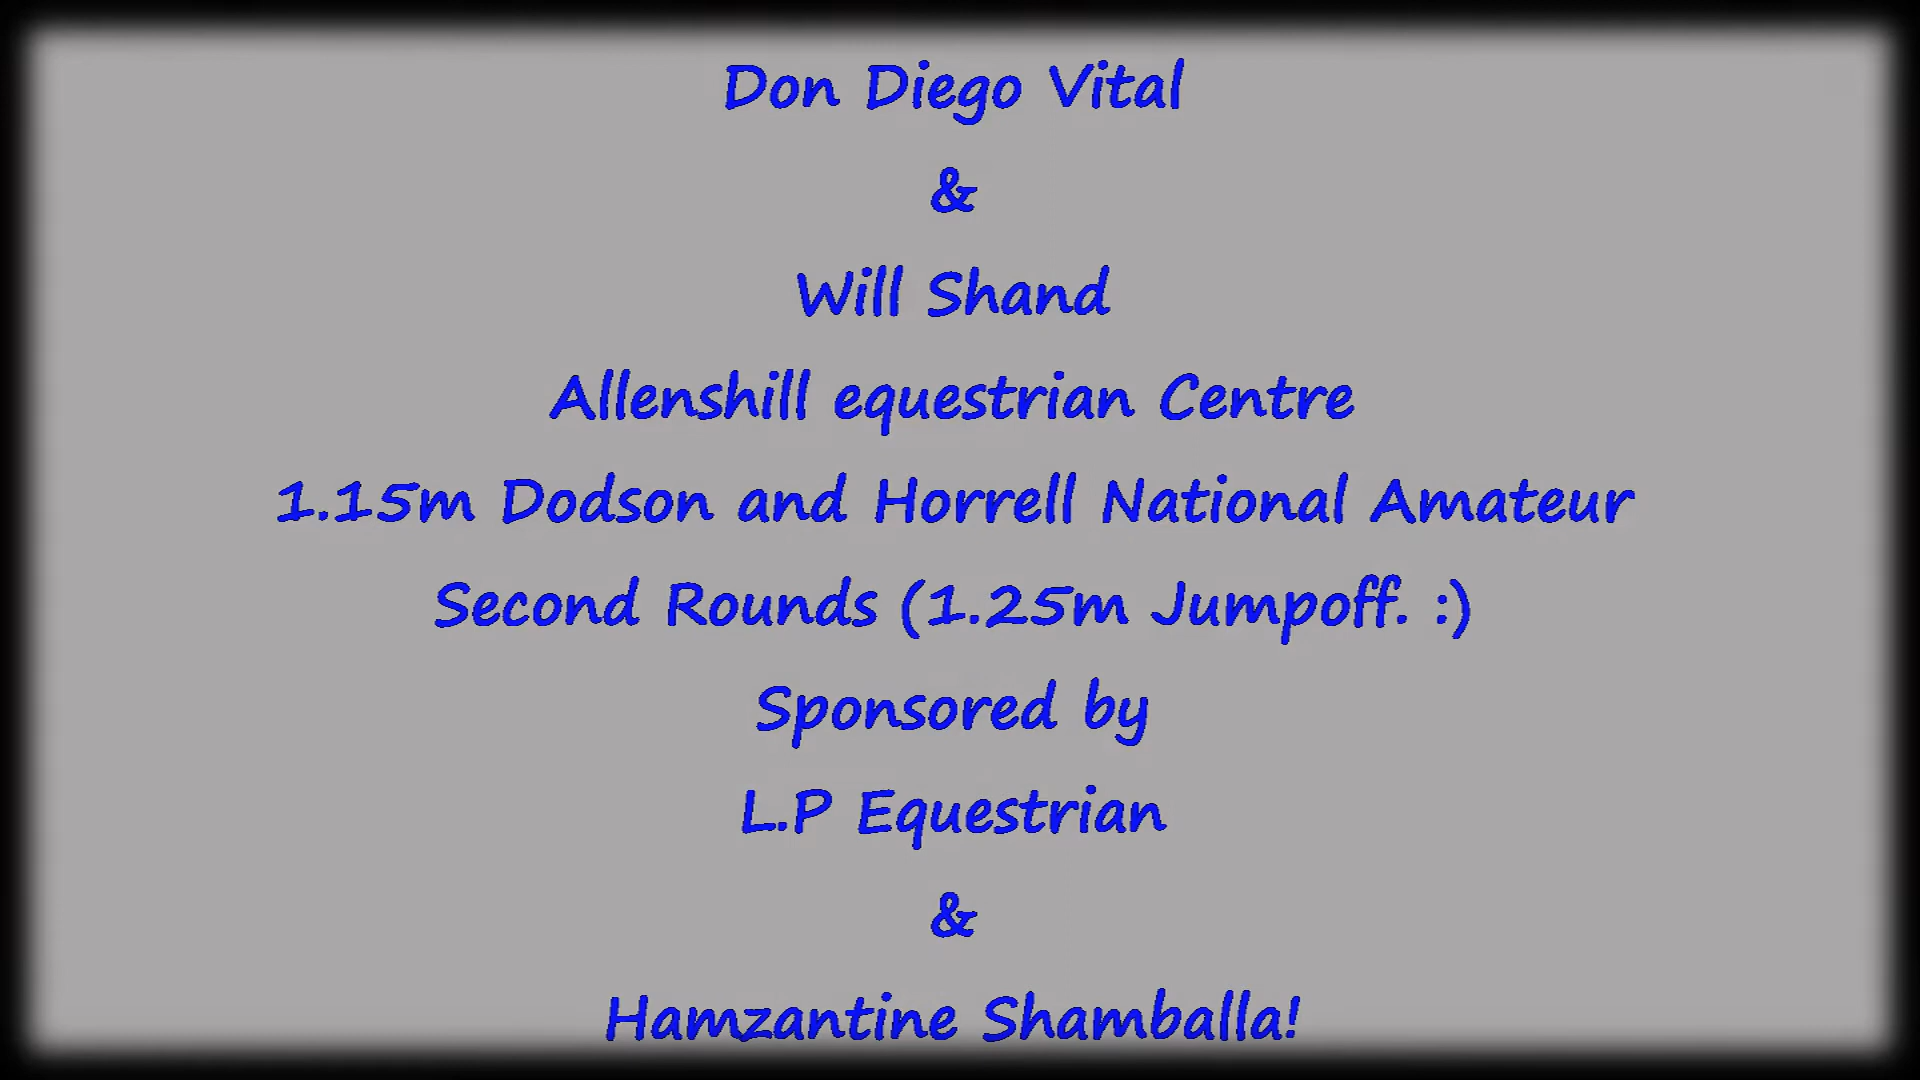 Don Diego Vital
&
Will Shand
Allenshill equestrian Centre
1.15m Dodson and Horrell National Amateur
Second Rounds (1.25m Jumpoff. :)
Sponsored by
L.P Equestrian
&
Hamzantine Shamballa!